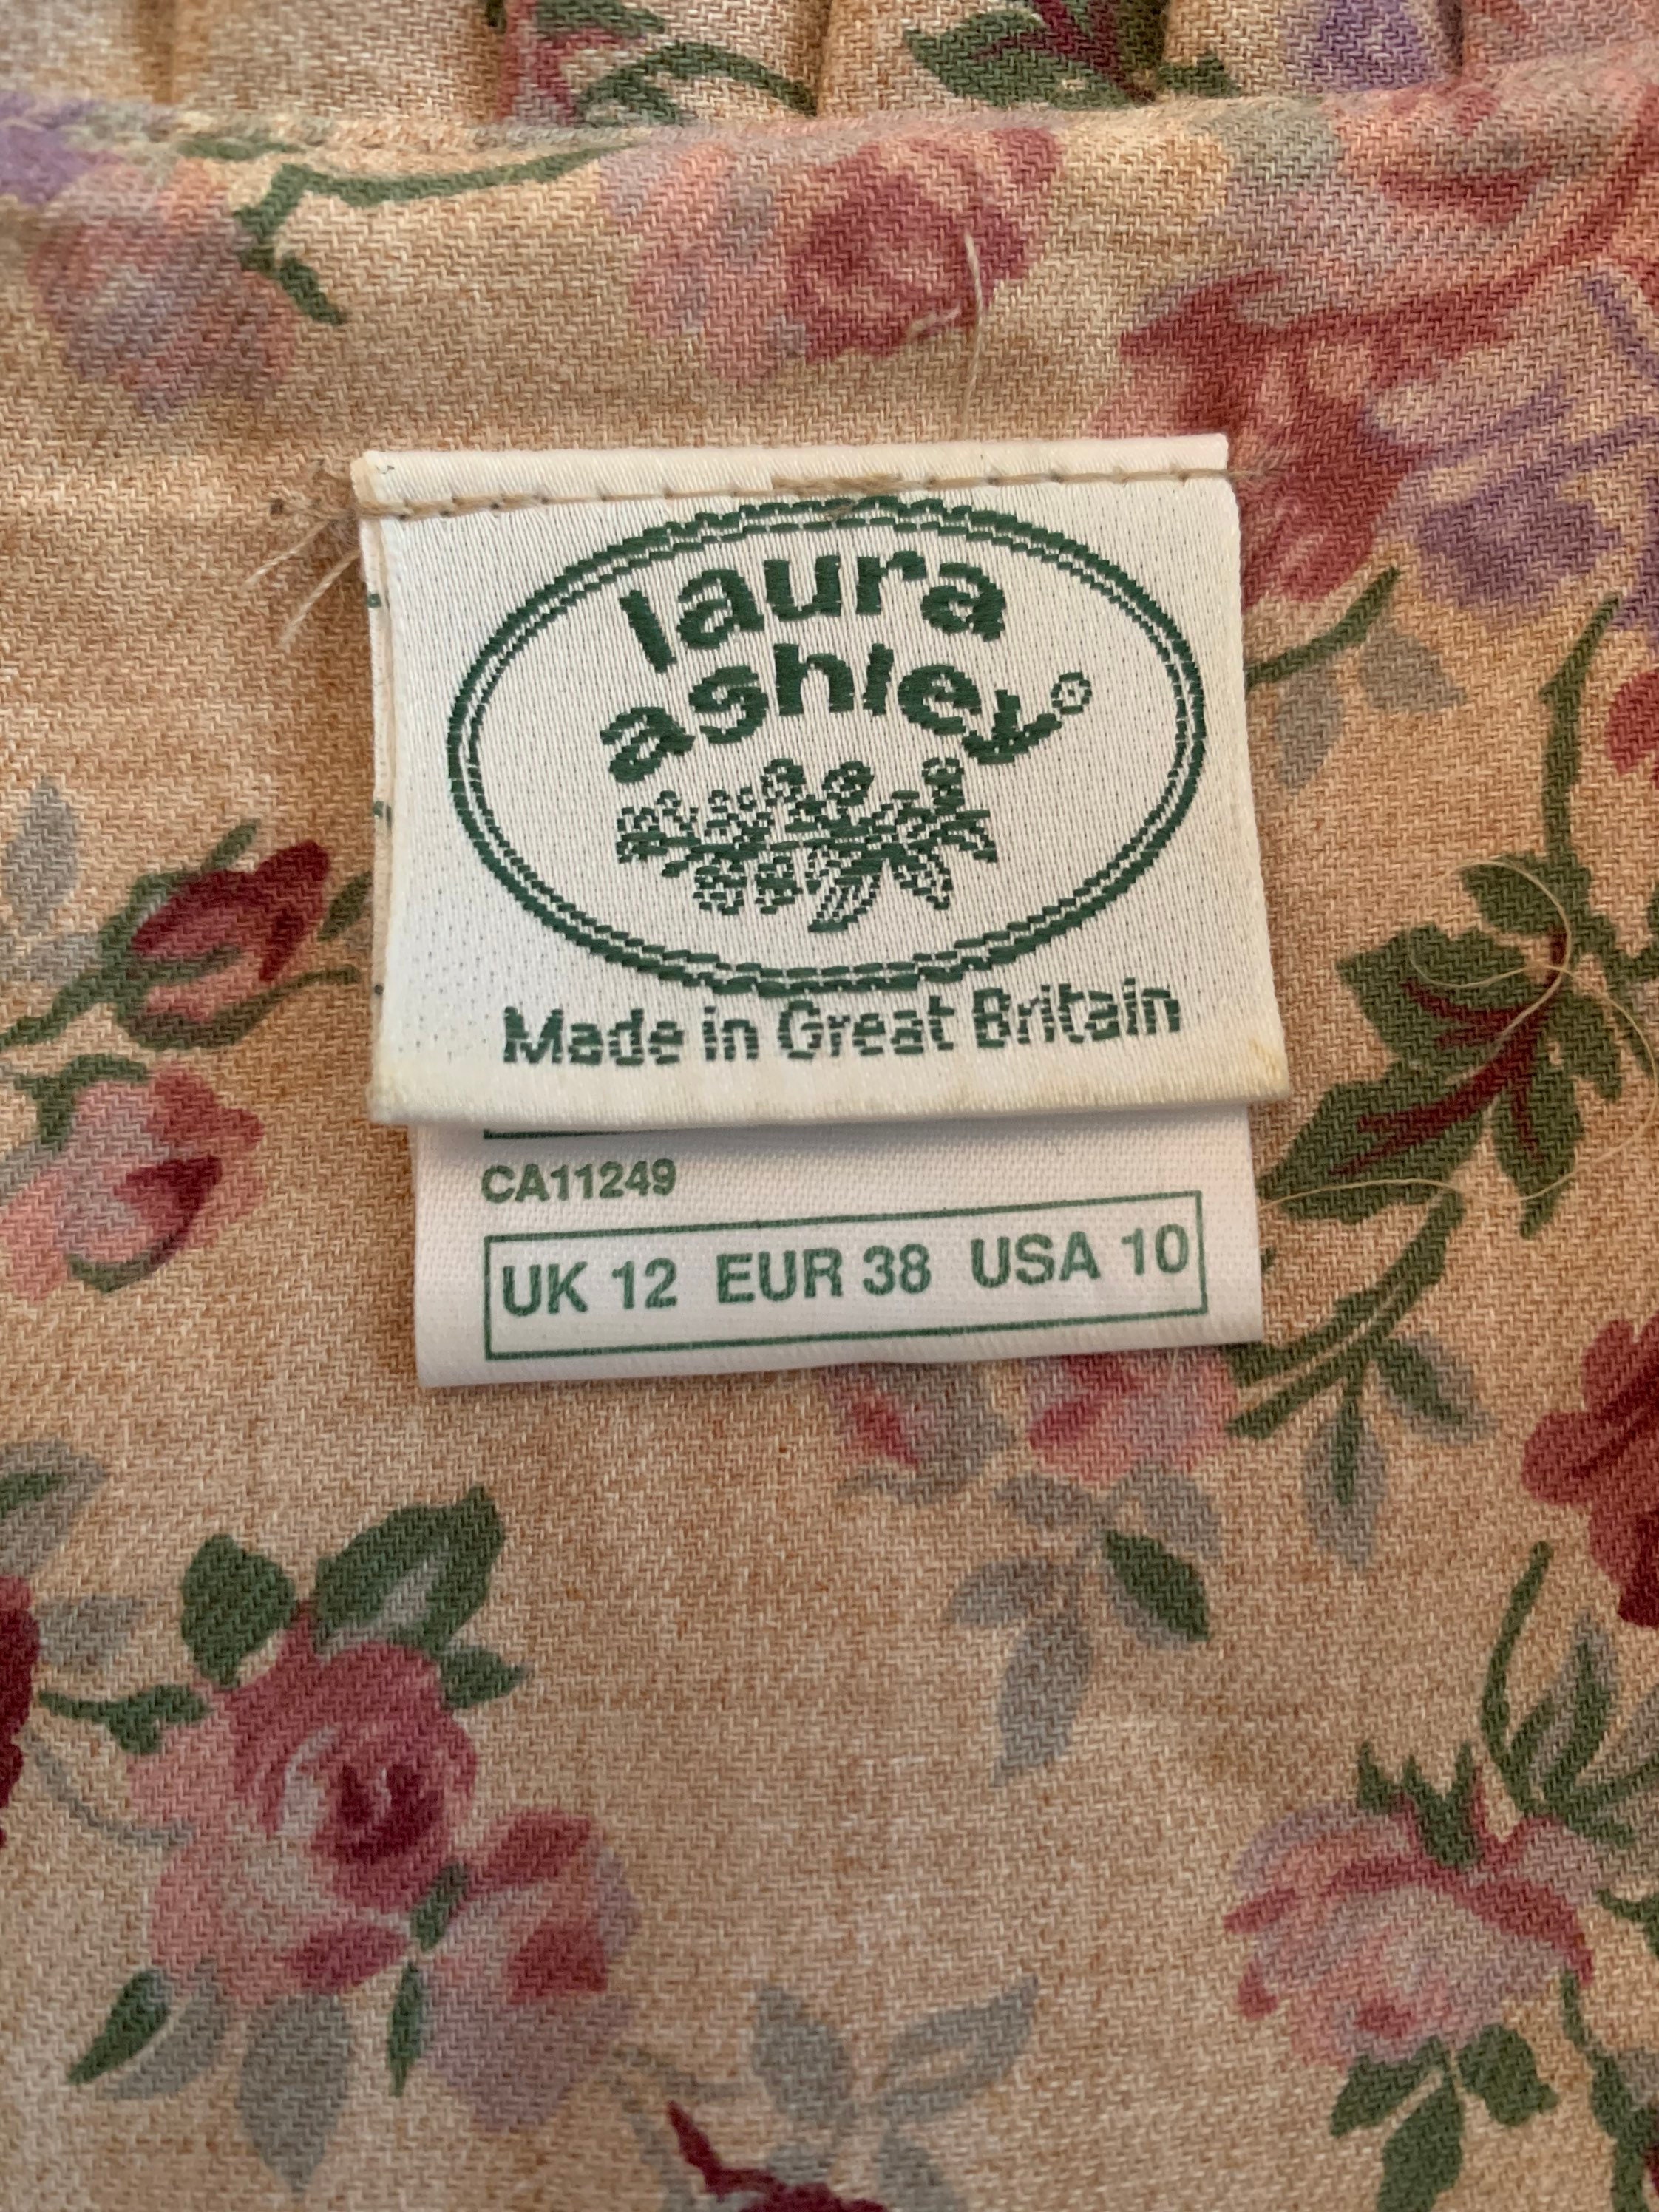 laura
ashley®
Made in Great Britain
CA11249
UK 12 EUR 38 USA 10